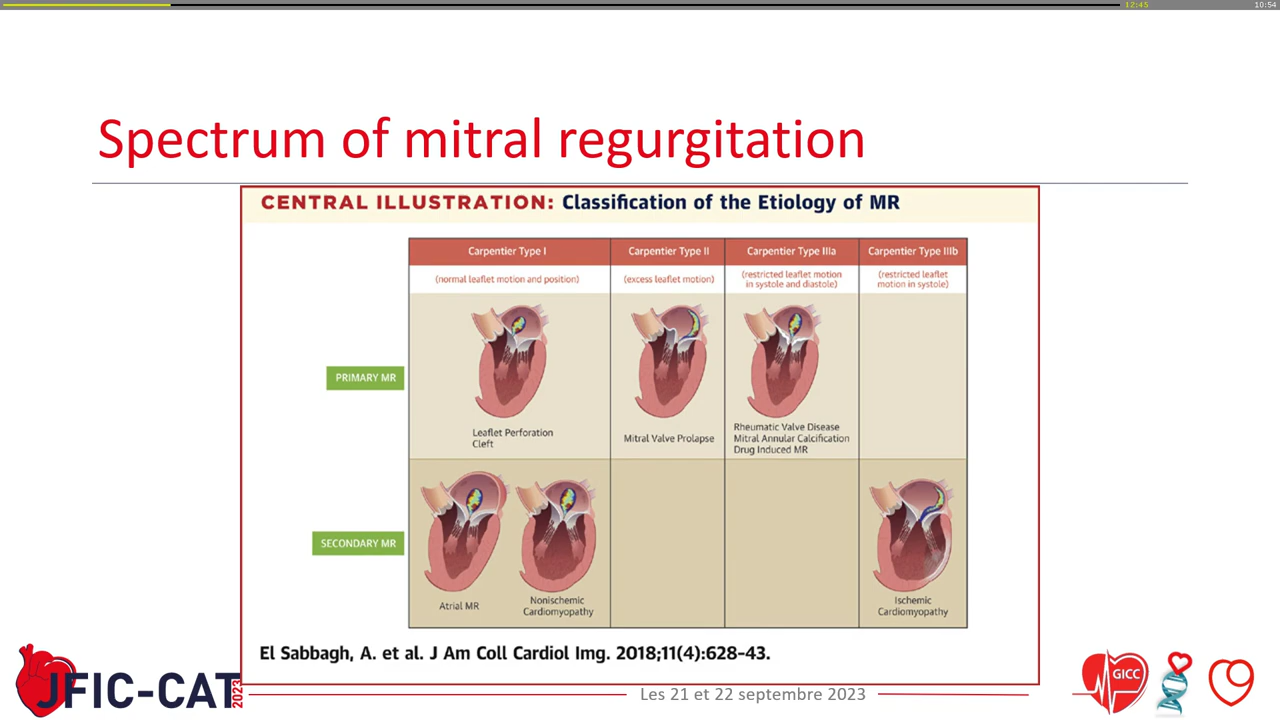 12:45
10:54
Spectrum of mitral regurgitation
CENTRAL ILLUSTRATION: Classification of the Etiology of MR
Carpentier Type I
Carpentier Type II
Carpentier Type IIIa
Carpentier Type IIIb
(normal leaflet motion and position)
(excess leaflet motion)
(restricted leaflet motion
in systole and diastole)
(restricted leaflet
motion in systole)
PRIMARY MR
Leaflet Perforation
Cleft
Mitral Valve Prolapse
Rheumatic Valve Disease
Mitral Annular Calcification
Drug Induced MR
SECONDARY MR
Atrial MR
Nonischemic
Cardiomyopathy
Ischemic
Cardiomyopathy
El Sabbagh, A. et al. J Am Coll Cardiol Img. 2018;11(4):628-43.
JFIC-CAT
2023
Les 21 et 22 septembre 2023
GICC